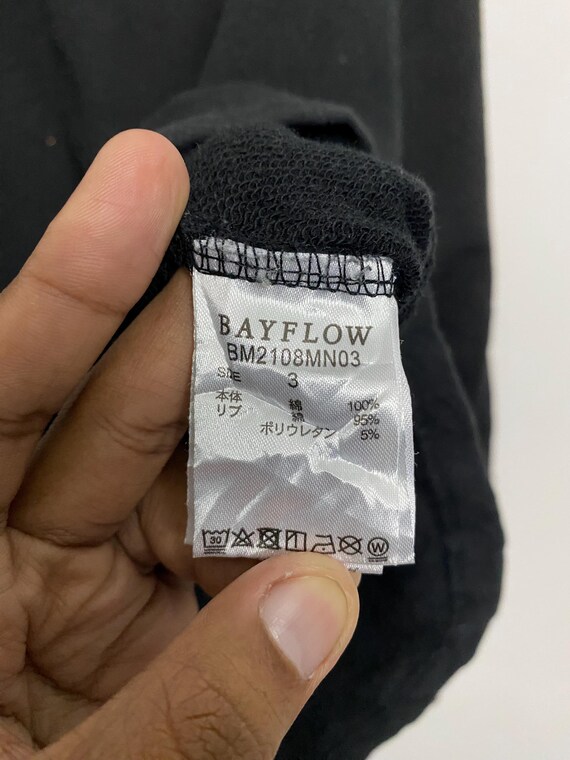 BAYFLOW
BM2108MN03
SIZE 3
本体 綿 100%
リブ 綿 95%
ポリウレタン 5%
30 W